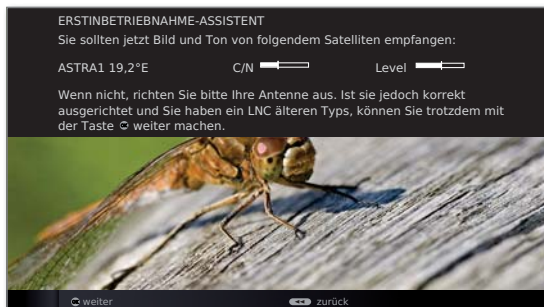 ERSTINBETRIEBNAHME-ASSISTENT
Sie sollten jetzt Bild und Ton von folgendem Satelliten empfangen:
ASTRA1 19,2°E C/N Level
Wenn nicht, richten Sie bitte Ihre Antenne aus. Ist sie jedoch korrekt
ausgerichtet und Sie haben ein LNC älteren Typs, können Sie trotzdem mit
der Taste OK weiter machen.
OK weiter zurück